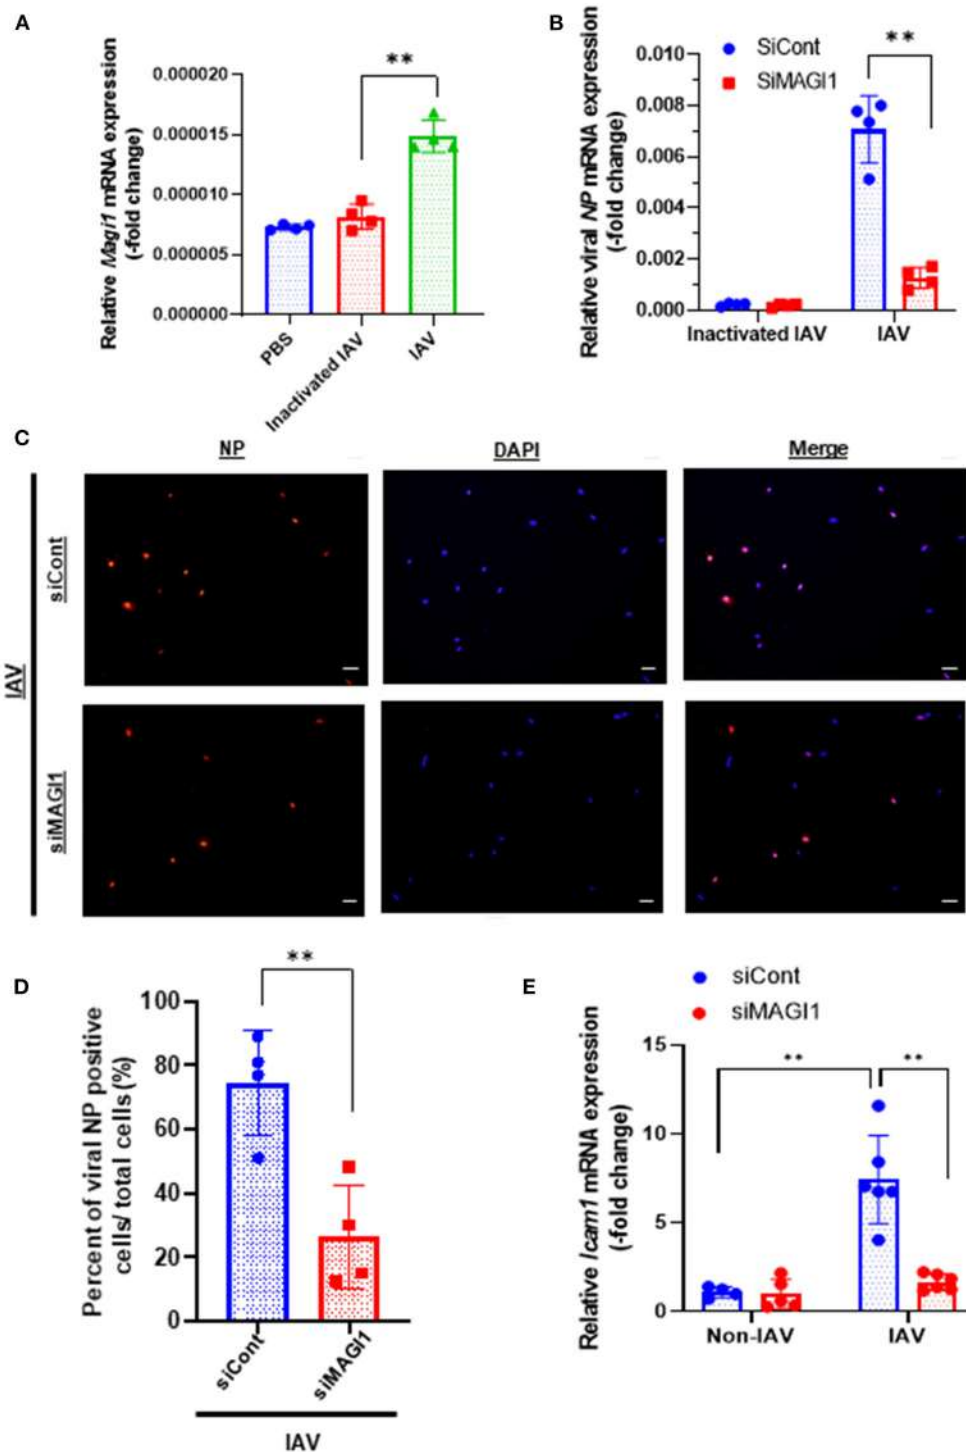 A
Relative Magi1 mRNA expression
(-fold change)
0.000020
0.000015
0.000010
0.000005
0.000000
**
PBS
Inactivated IAV
IAV
B
Relative viral NP mRNA expression
(-fold change)
0.010
0.008
0.006
0.004
0.002
0.000
SiCont
SiMAGI1
**
Inactivated IAV
IAV
C
NP
DAPI
Merge
IAV
siCont
siMAGI1
D
Percent of viral NP positive
cells/ total cells(%)
100
80
60
40
20
0
**
siCont
siMAGI1
IAV
E
siCont
siMAGI1
Relative Icam1 mRNA expression
(-fold change)
15
10
5
0
**
**
Non-IAV
IAV